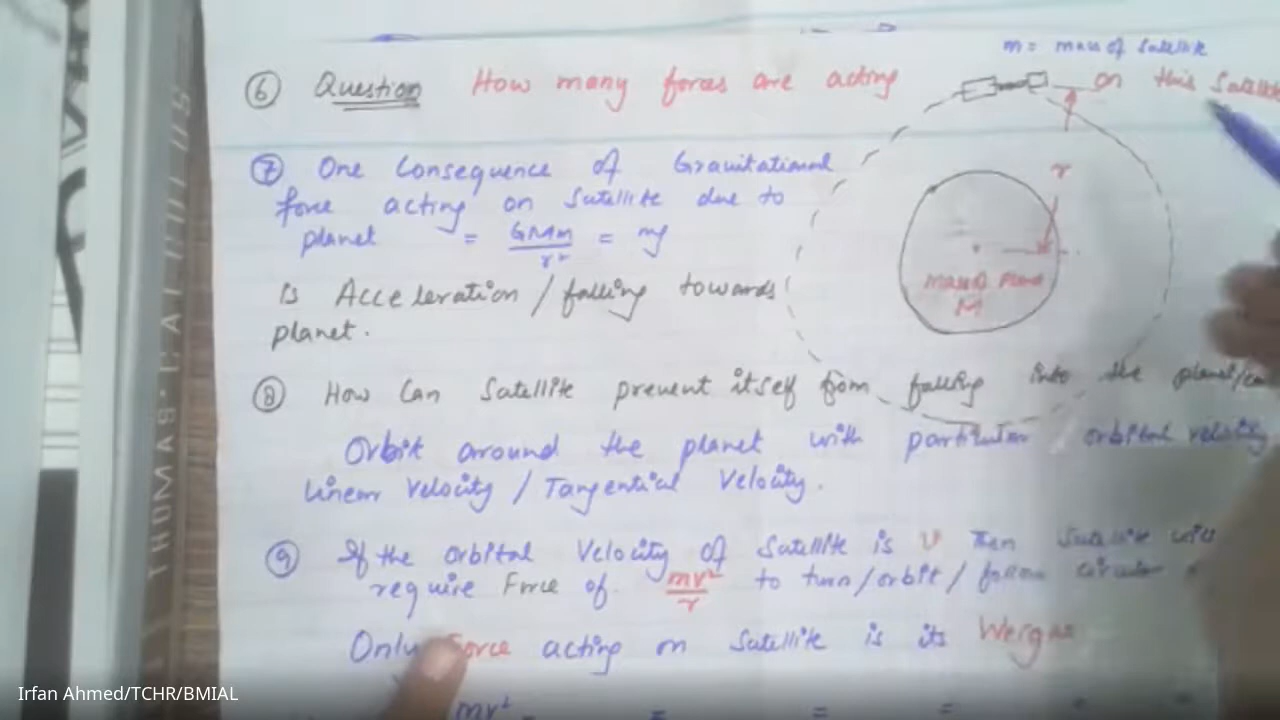 m = mass of Satellite
⑥ Question How many forces are acting on this Satellite
⑦ One Consequence of Gravitational
force acting on Satellite due to
planet = GMm/r² = mg
r
is Acceleration / falling towards
planet.
mass of Planet
M
⑧ How Can Satellite prevent itself from falling into the planet/
Orbit around the planet with particular orbital velocity
Linear Velocity / Tangential Velocity.
⑨ If the orbital Velocity of Satellite is v Then Satellite will
require Force of mv²/r to turn/orbit/ follow circular
Only Force acting on Satellite is its
mv² = = = =
THOMAS' CALCULUS
Irfan Ahmed/TCHR/BMIAL